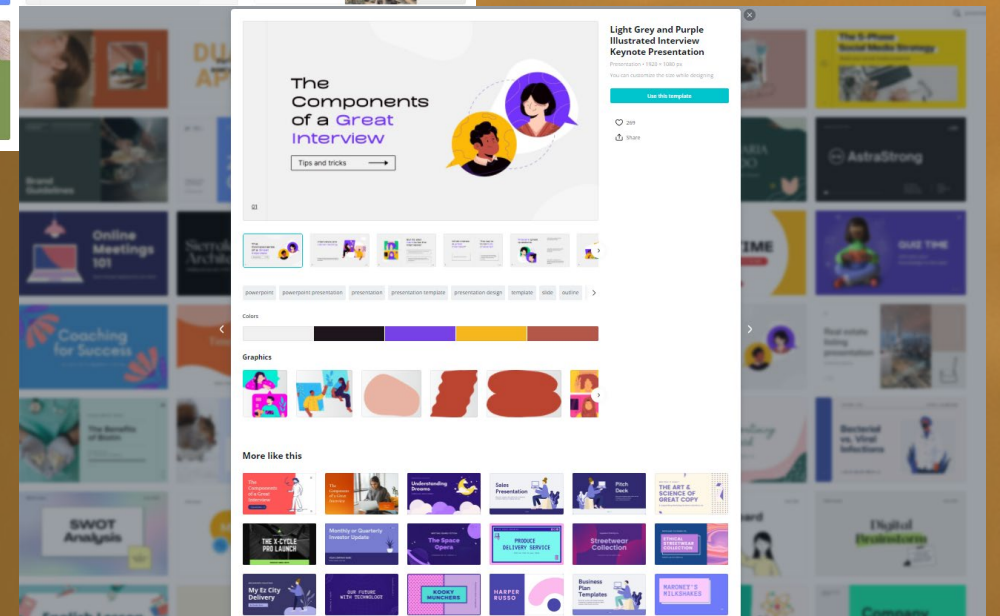 Light Grey and Purple
Illustrated Interview
Keynote Presentation
Presentation • 1920 × 1080 px
You can customize the size while designing
Use this template
269
Share
The
Components
of a Great
Interview
Tips and tricks
powerpoint
powerpoint presentation
presentation
presentation template
presentation design
template
slide
outline
Colors
Graphics
More like this
The
Components
of a Great
Interview
Understanding
Dreams
Sales
Presentation
Pitch
Deck
THE ART &
SCIENCE OF
GREAT COPY
THE X-CYCLE
PRO LAUNCH
Monthly or Quarterly
Investor Update
The Space
Opera
PRODUCE
DELIVERY SERVICE
Streetwear
Collection
ETHICAL
STREETWEAR
COLLECTION
My Ez City
Delivery
OUR FUTURE
WITH TECHNOLOGY
KOOKY
MUNCHERS
HARPER
RUSSO
Business
Plan
Templates
MARONEY'S
MILKSHAKES
Brand
Guidelines
Online
Meetings
101
Coaching
for Success
The Benefits
of Biotin
SWOT
Analysis
English Lesson
The 5-Phase
Social Media Strategy
AstraStrong
QUIZ TIME
Real estate
listing
presentation
Bacterial
vs. Viral
Infections
Digital
Brainstorm
Company